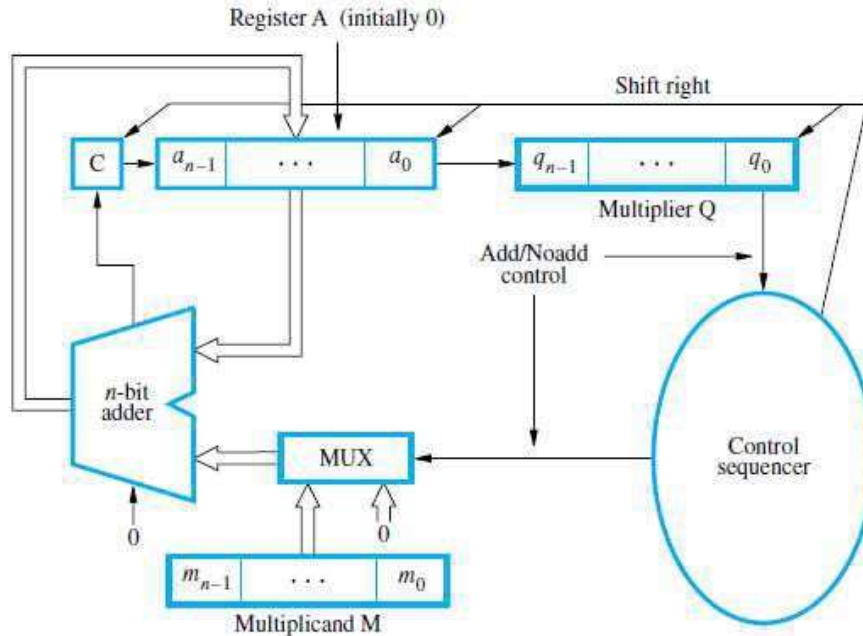 Register A (initially 0)
Shift right
C
a_{n−1}
· · ·
a_0
q_{n−1}
· · ·
q_0
Multiplier Q
Add/Noadd
control
n-bit
adder
MUX
Control
sequencer
0
0
m_{n−1}
· · ·
m_0
Multiplicand M